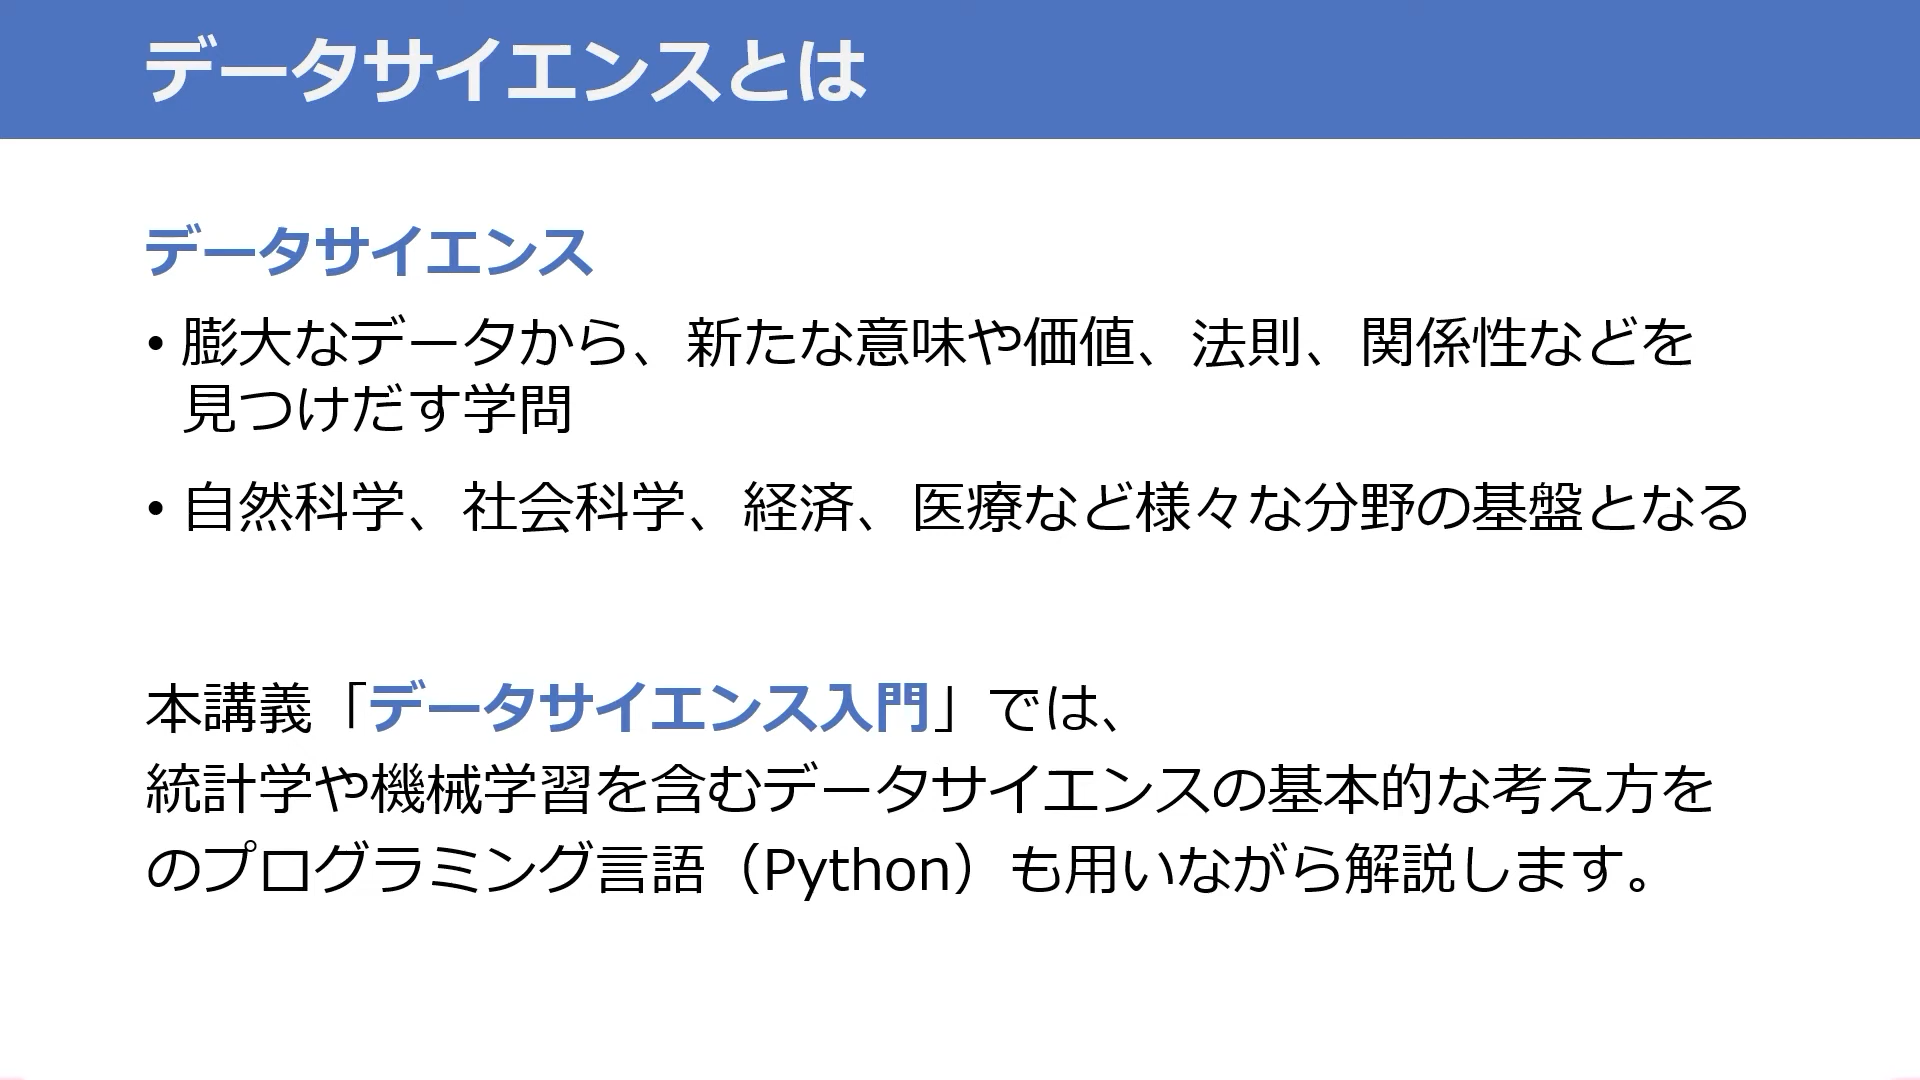 データサイエンスとは
データサイエンス
• 膨大なデータから、新たな意味や価値、法則、関係性などを
見つけだす学問
• 自然科学、社会科学、経済、医療など様々な分野の基盤となる
本講義「データサイエンス入門」では、
統計学や機械学習を含むデータサイエンスの基本的な考え方を
のプログラミング言語（Python）も用いながら解説します。